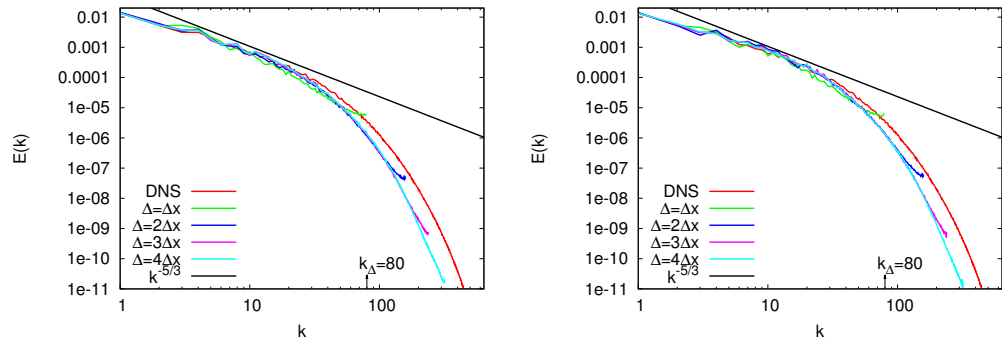 0.01
0.001
0.0001
1e-05
1e-06
1e-07
1e-08
1e-09
1e-10
1e-11
E(k)
DNS
Δ=Δx
Δ=2Δx
Δ=3Δx
Δ=4Δx
k-5/3
kΔ=80
1 10 100
k
0.01
0.001
0.0001
1e-05
1e-06
1e-07
1e-08
1e-09
1e-10
1e-11
E(k)
DNS
Δ=Δx
Δ=2Δx
Δ=3Δx
Δ=4Δx
k-5/3
kΔ=80
1 10 100
k